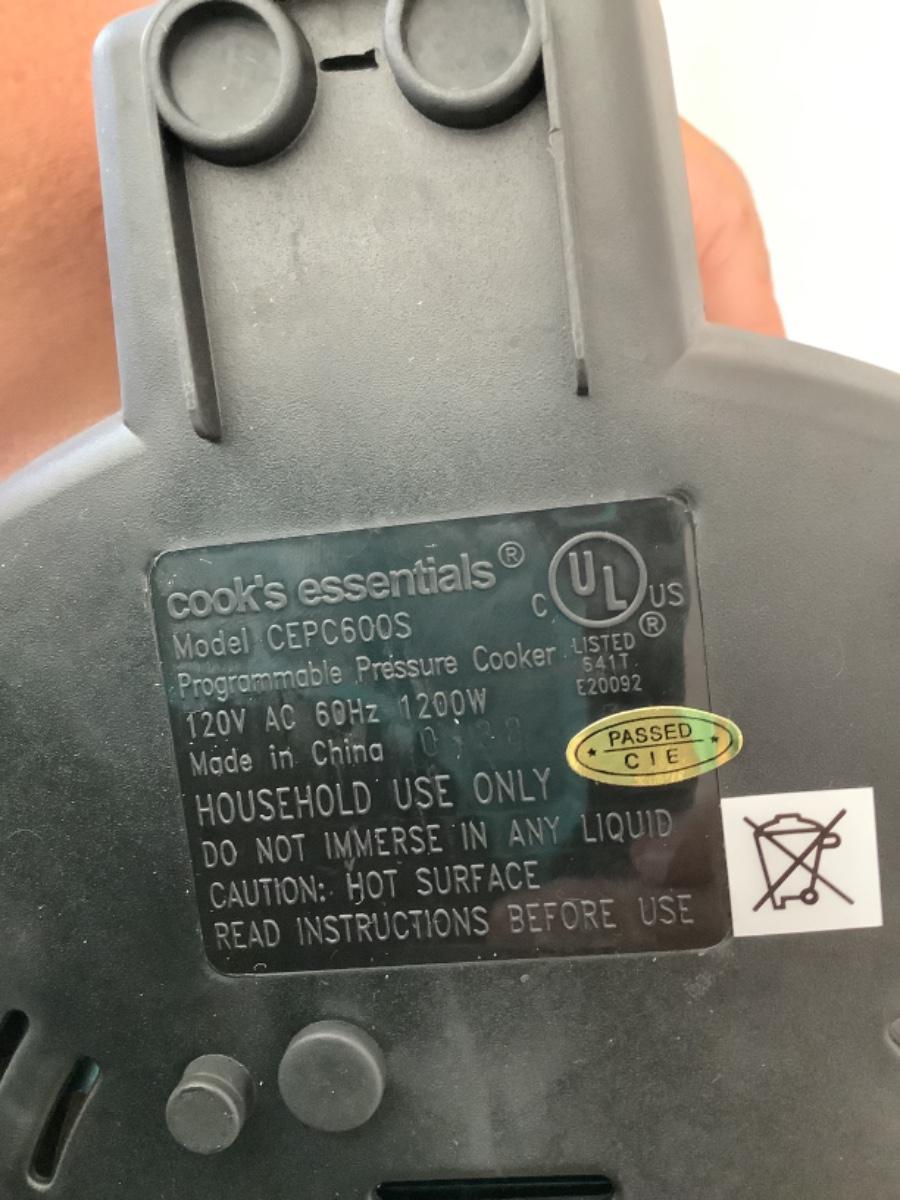 cook's essentials®
C UL US ®
LISTED
641T
E20092
Model CEPC600S
Programmable Pressure Cooker
120V AC 60Hz 1200W
Made in China
PASSED
CIE
HOUSEHOLD USE ONLY
DO NOT IMMERSE IN ANY LIQUID
CAUTION: HOT SURFACE
READ INSTRUCTIONS BEFORE USE